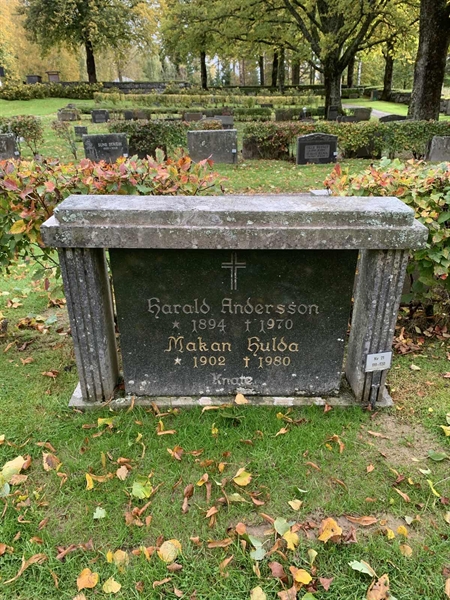 Harald Andersson
* 1894 † 1970
Makan Hulda
* 1902 † 1980
Knate